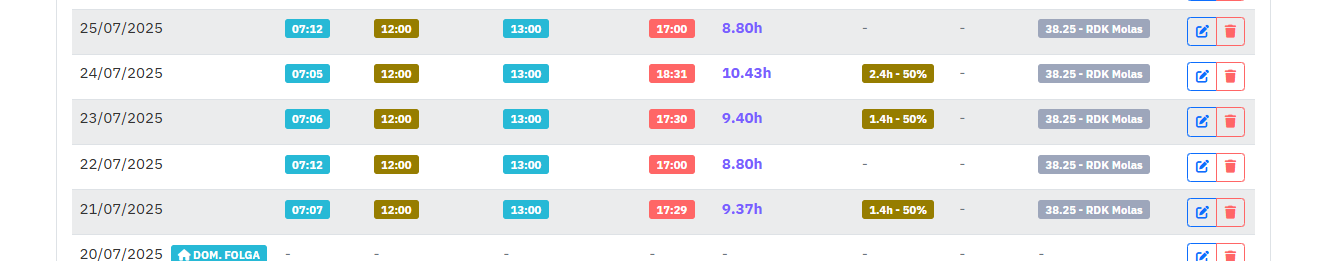 25/07/2025 07:12 12:00 13:00 17:00 8.80h - - 38.25 - RDK Molas
24/07/2025 07:05 12:00 13:00 18:31 10.43h 2.4h - 50% - 38.25 - RDK Molas
23/07/2025 07:06 12:00 13:00 17:30 9.40h 1.4h - 50% - 38.25 - RDK Molas
22/07/2025 07:12 12:00 13:00 17:00 8.80h - - 38.25 - RDK Molas
21/07/2025 07:07 12:00 13:00 17:29 9.37h 1.4h - 50% - 38.25 - RDK Molas
20/07/2025 DOM. FOLGA - - - - - - - -